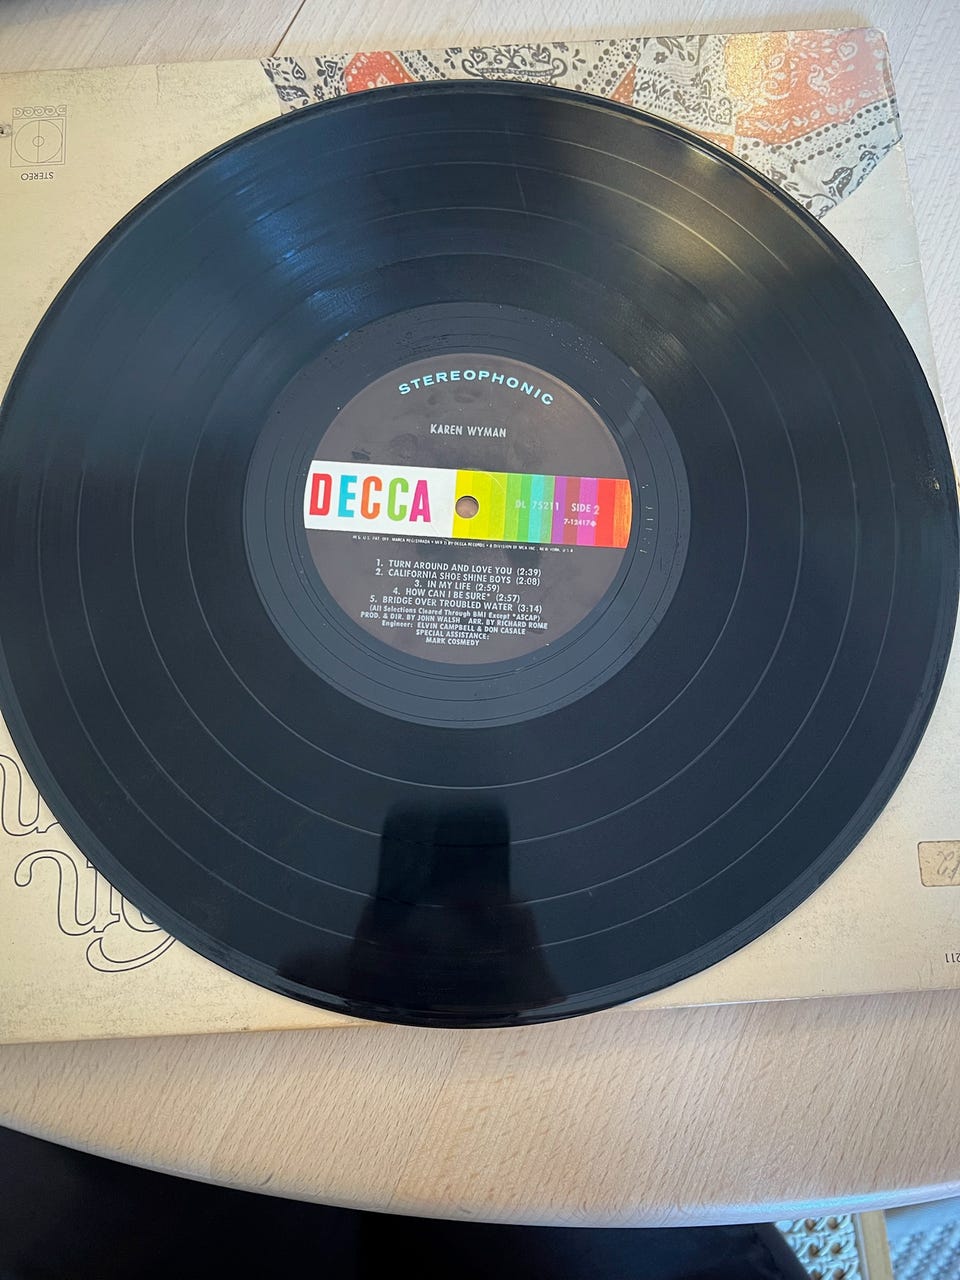 DECCA
STEREO
STEREOPHONIC
KAREN WYMAN
DECCA
DL 75211 SIDE 2
7-12417
1. TURN AROUND AND LOVE YOU (2:39)
2. CALIFORNIA SHOE SHINE BOYS (2:08)
3. IN MY LIFE (2:59)
4. HOW CAN I BE SURE* (2:57)
5. BRIDGE OVER TROUBLED WATER (3:14)
(All Selections Cleared Through BMI Except *ASCAP)
PROD. & DIR. BY JOHN WALSH ARR. BY RICHARD ROME
Engineer: ELVIN CAMPBELL & DON CASALE
SPECIAL ASSISTANCE:
MARK COSMEDY
211